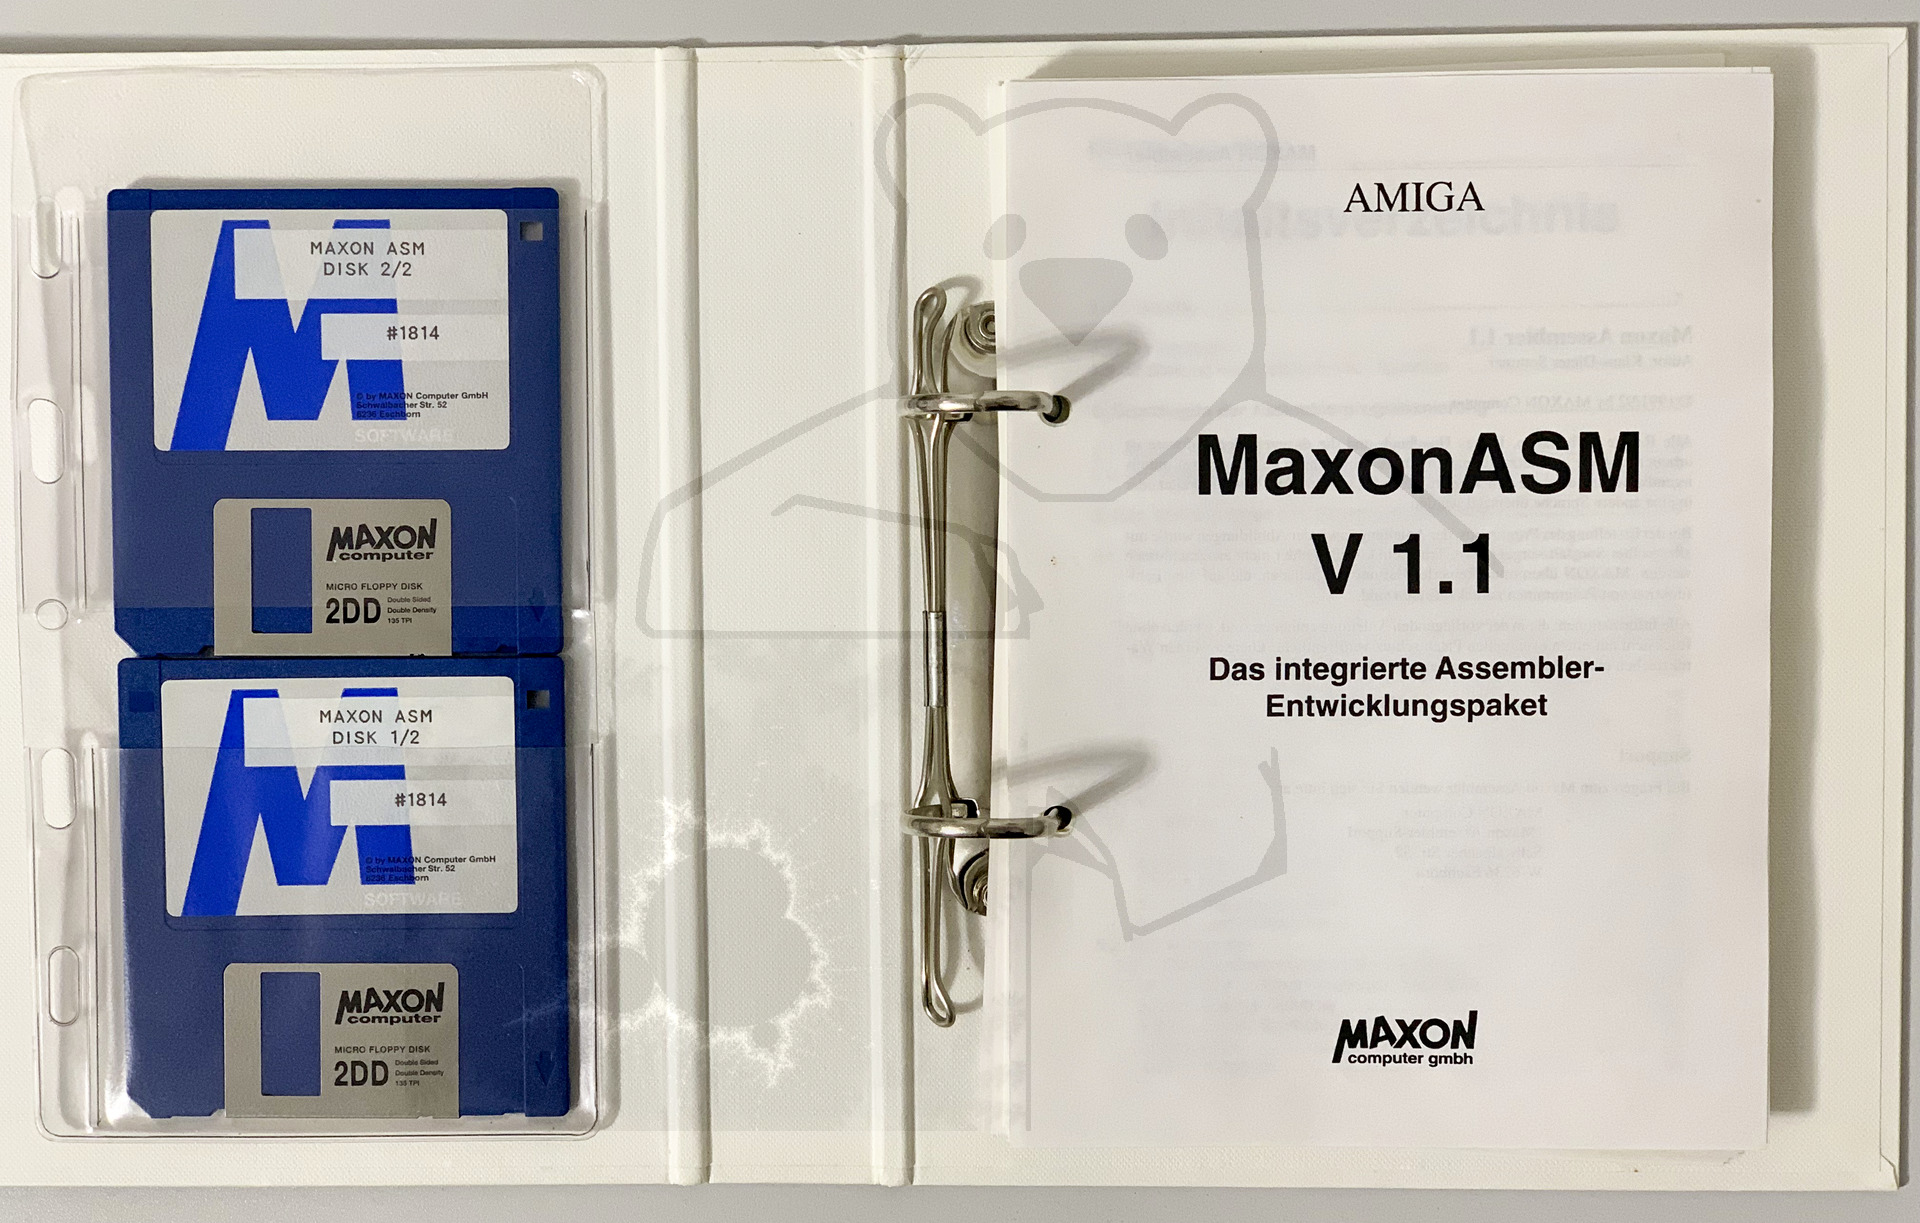 MAXON ASM
DISK 2/2
#1814
© by MAXON Computer GmbH
Schwalbacher Str. 52
6236 Eschborn
SOFTWARE
MAXON
computer
MICRO FLOPPY DISK
2DD
Double Sided
Double Density
135 TPI
MAXON ASM
DISK 1/2
#1814
© by MAXON Computer GmbH
Schwalbacher Str. 52
6236 Eschborn
SOFTWARE
MAXON
computer
MICRO FLOPPY DISK
2DD
Double Sided
Double Density
135 TPI
AMIGA
MaxonASM
V 1.1
Das integrierte Assembler-
Entwicklungspaket
MAXON
computer gmbh